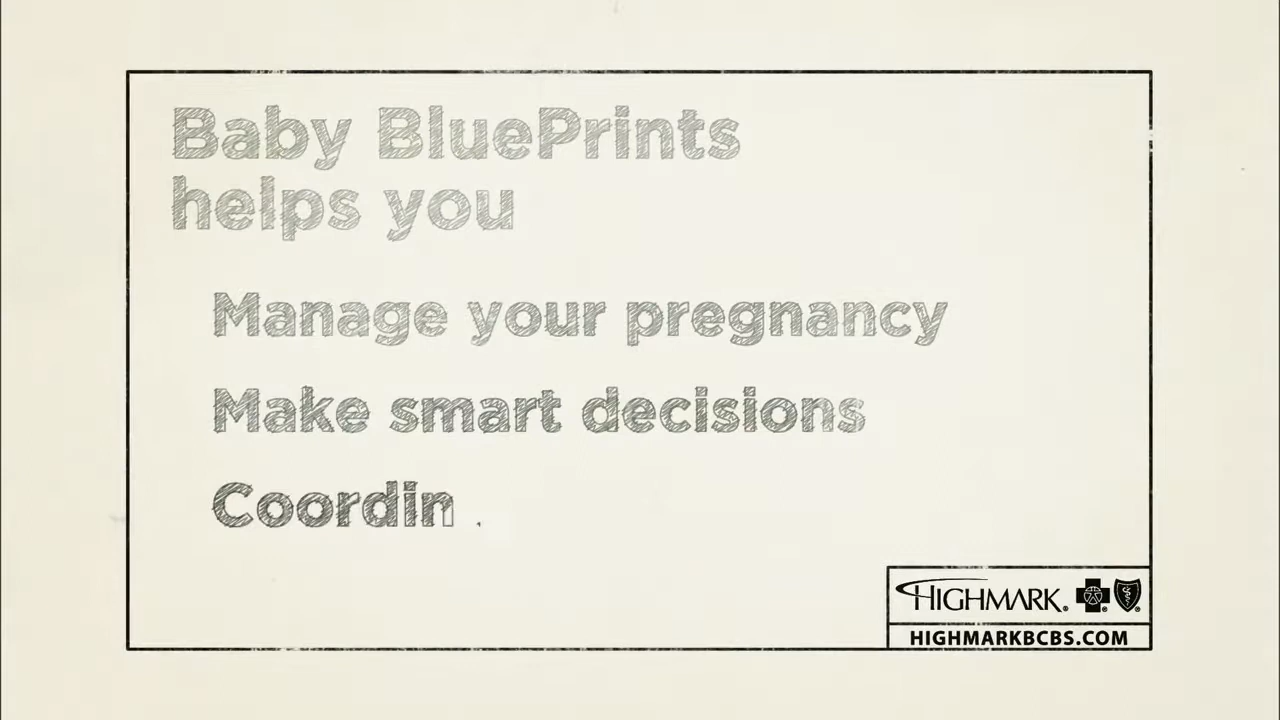 Baby BluePrints
helps you
Manage your pregnancy
Make smart decisions
Coordin
HIGHMARK.
HIGHMARKBCBS.COM